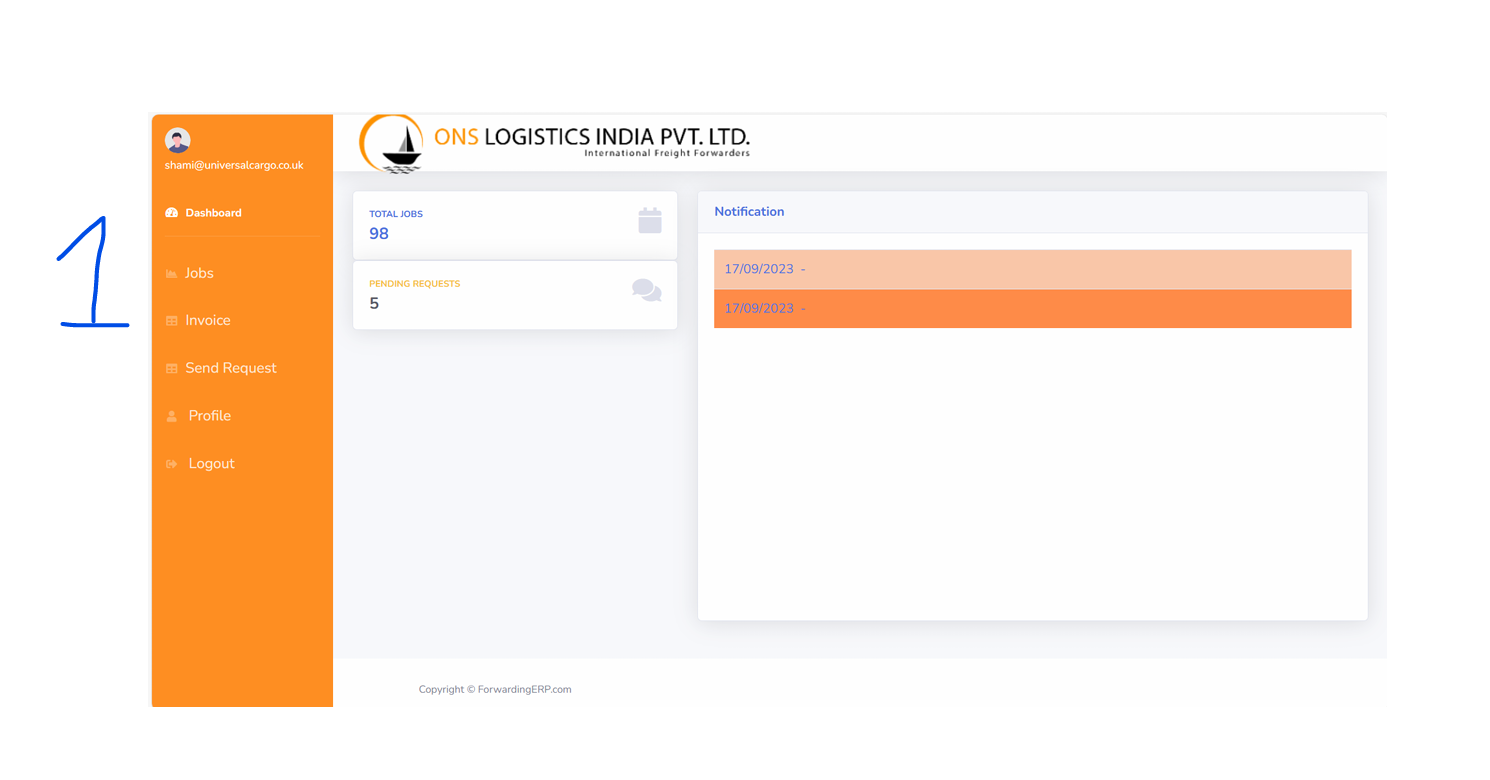 1
shami@universalcargo.co.uk
Dashboard
Jobs
Invoice
Send Request
Profile
Logout
ONS LOGISTICS INDIA PVT. LTD.
International Freight Forwarders
TOTAL JOBS
98
PENDING REQUESTS
5
Notification
17/09/2023 -
17/09/2023 -
Copyright © ForwardingERP.com